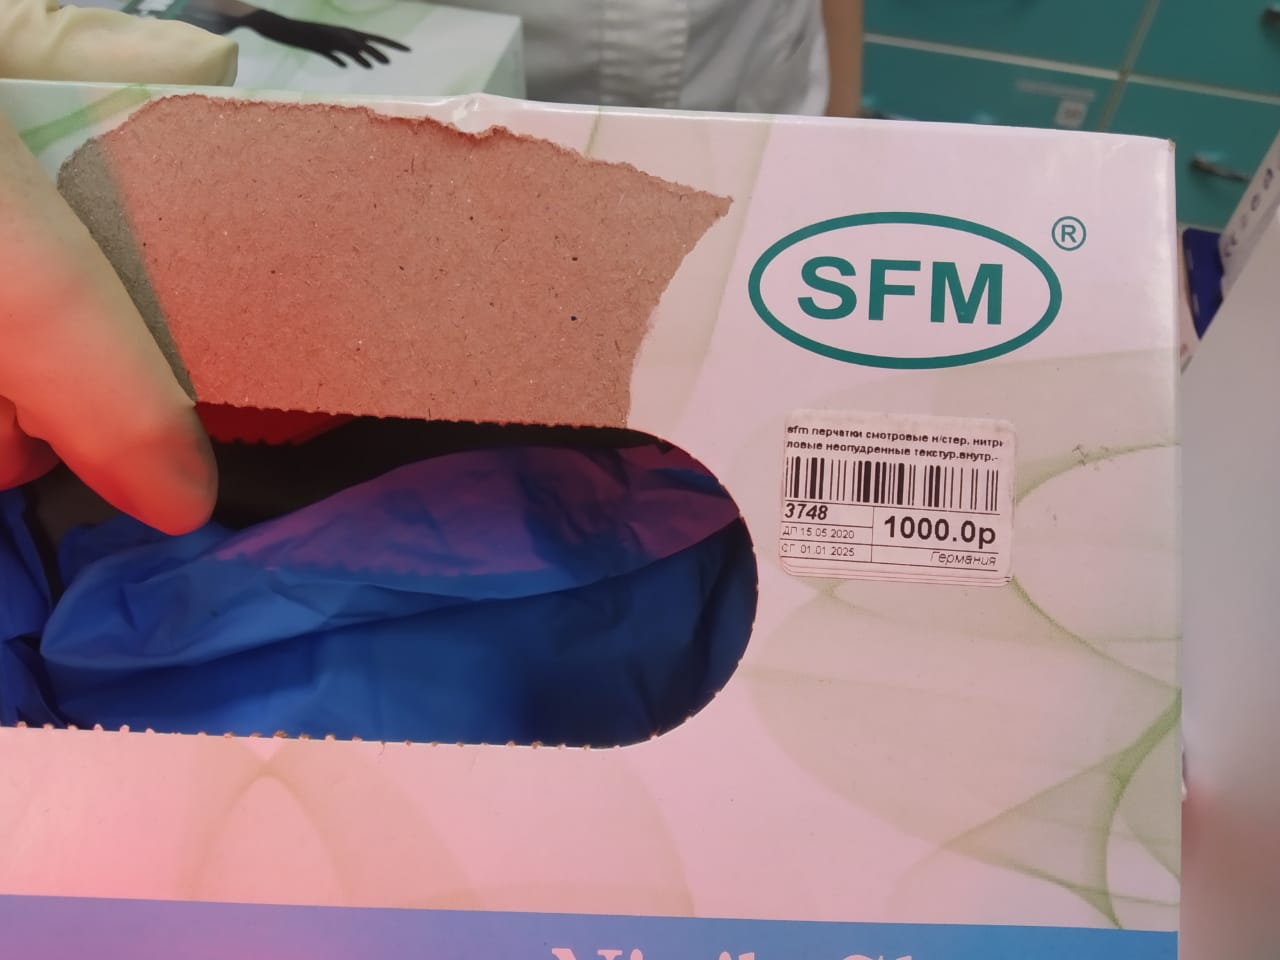 SFM ®
sfm перчатки смотровые н/стер. нитри
ловые неопудренные текстур.внутр.-
3748
1000.0р
ДП 15.05.2020
СГ 01.01.2025
Германия